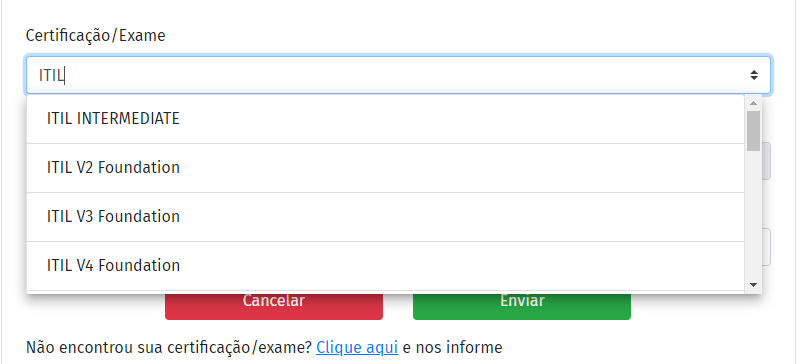 Certificação/Exame
ITIL
ITIL INTERMEDIATE
ITIL V2 Foundation
ITIL V3 Foundation
ITIL V4 Foundation
Cancelar Enviar
Não encontrou sua certificação/exame? Clique aqui e nos informe